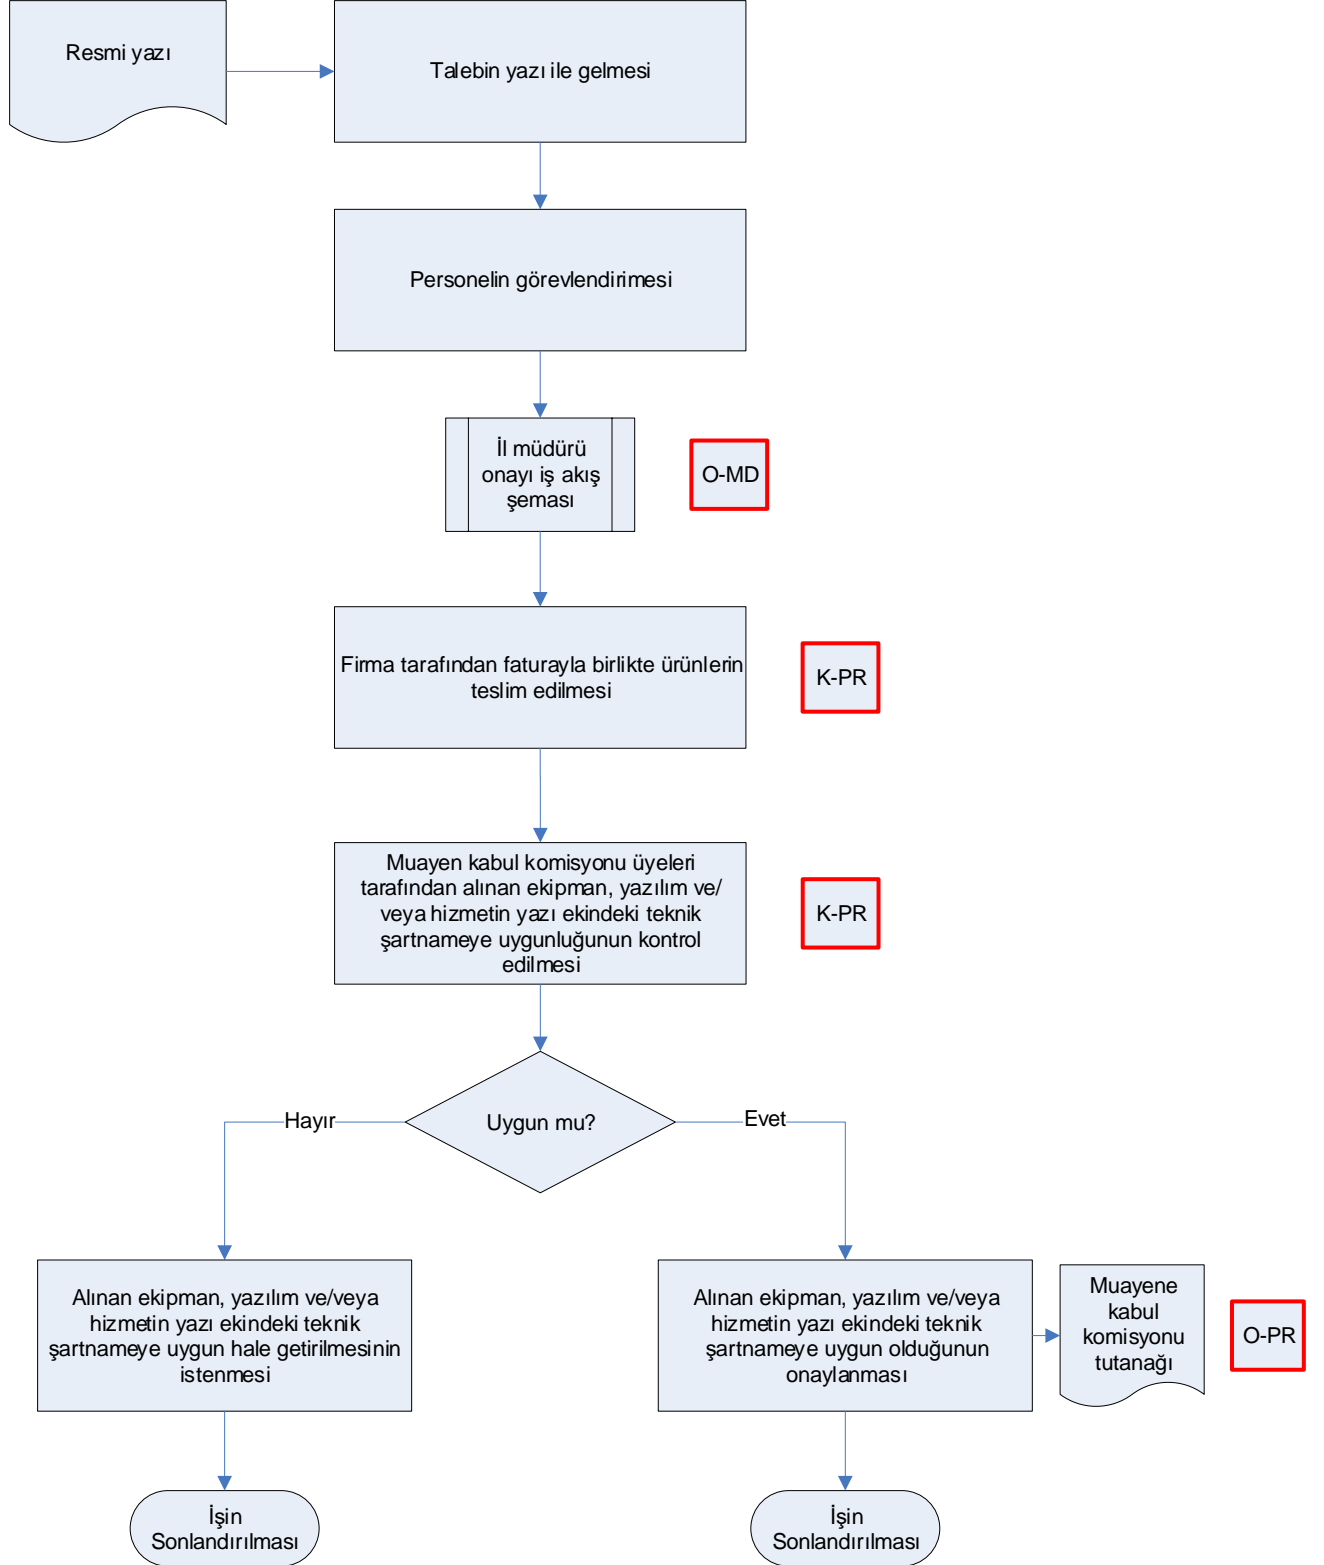 Resmi yazı
Talebin yazı ile gelmesi
Personelin görevlendirimesi
İl müdürü
onayı iş akış
şeması
O-MD
Firma tarafından faturayla birlikte ürünlerin
teslim edilmesi
K-PR
Muayen kabul komisyonu üyeleri
tarafından alınan ekipman, yazılım ve/
veya hizmetin yazı ekindeki teknik
şartnameye uygunluğunun kontrol
edilmesi
K-PR
Uygun mu?
Hayır
Evet
Alınan ekipman, yazılım ve/veya
hizmetin yazı ekindeki teknik
şartnameye uygun hale getirilmesinin
istenmesi
Alınan ekipman, yazılım ve/veya
hizmetin yazı ekindeki teknik
şartnameye uygun olduğunun
onaylanması
Muayene
kabul
komisyonu
tutanağı
O-PR
İşin
Sonlandırılması
İşin
Sonlandırılması